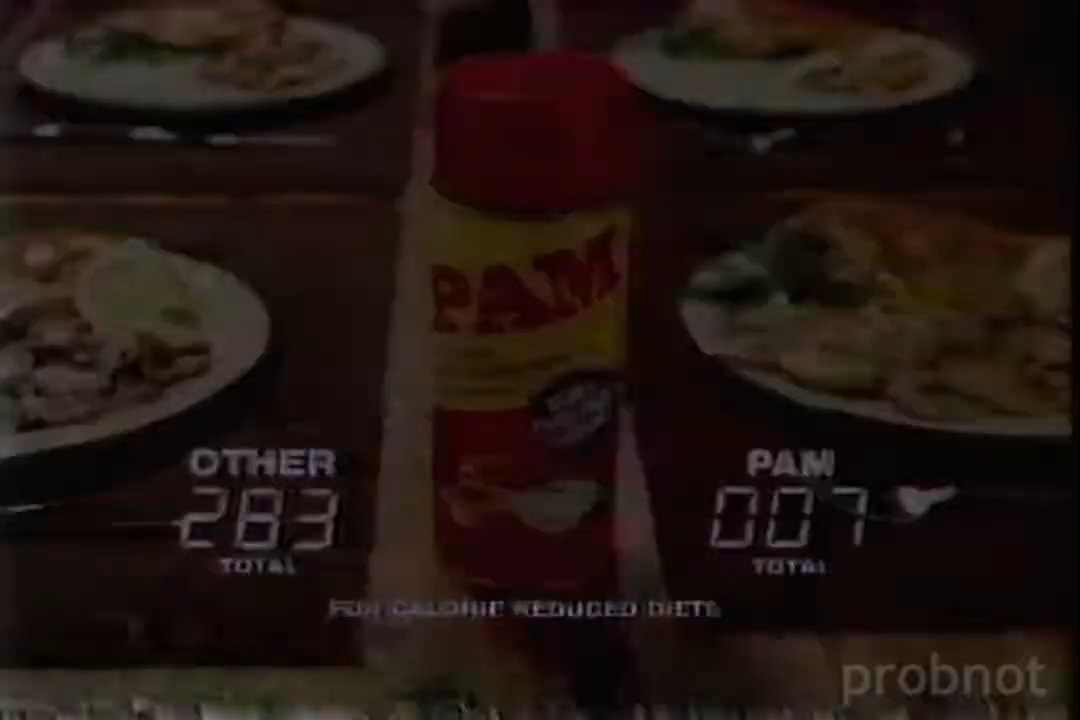 PAM
OTHER
283
TOTAL
PAM
007
TOTAL
FOR CALORIE REDUCED DIETS
probnot